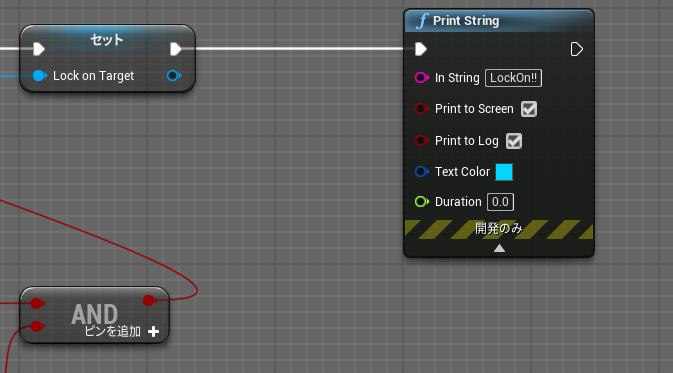 セット
Lock on Target
f Print String
In String LockOn!!
Print to Screen
Print to Log
Text Color
Duration 0.0
開発のみ
AND
ピンを追加